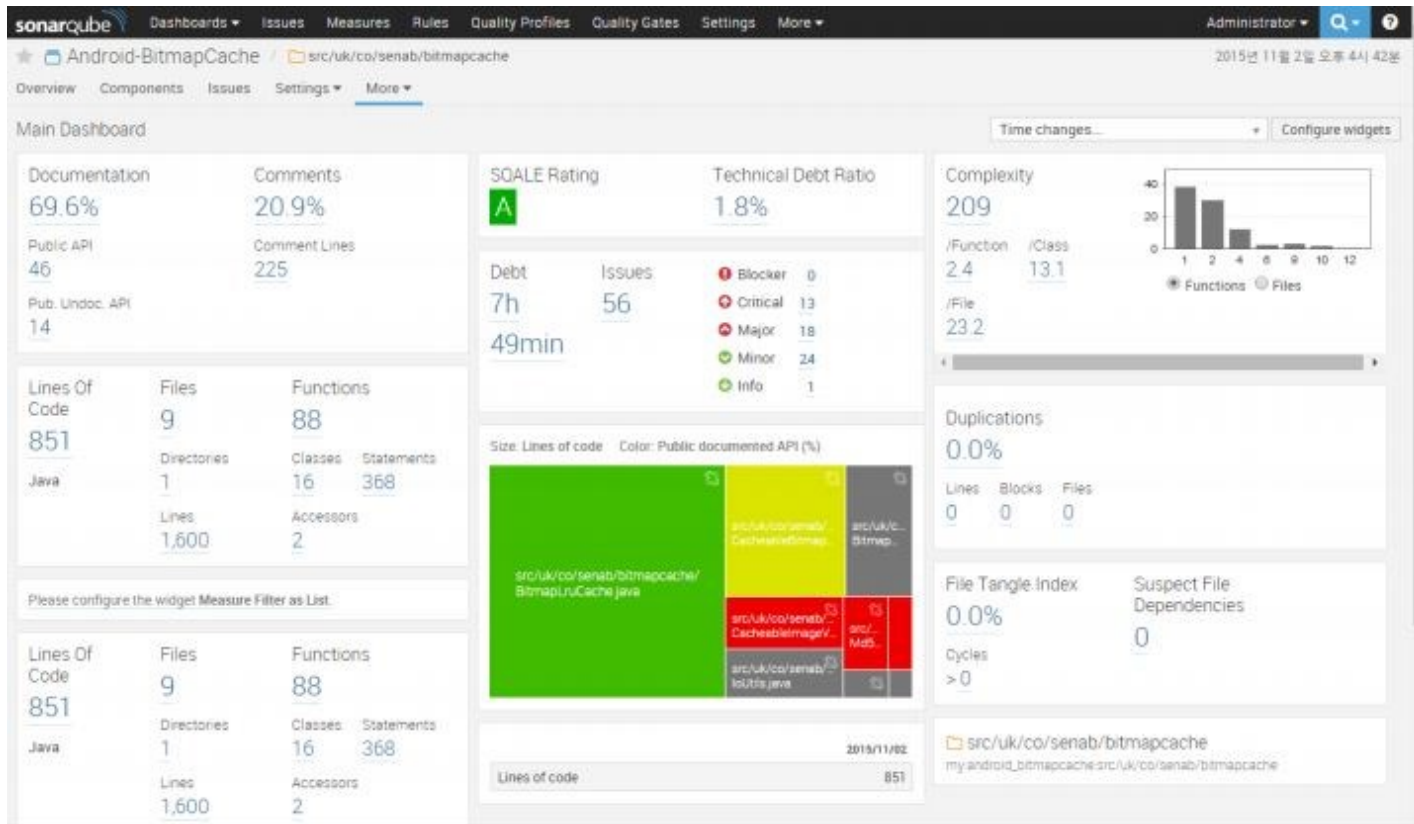 sonarqube Dashboards Issues Measures Rules Quality Profiles Quality Gates Settings More Administrator
Android-BitmapCache / src/uk/co/senab/bitmapcache
2015년 11월 2일 오후 4시 42분
Overview Components Issues Settings More
Main Dashboard
Time changes...
Configure widgets
Documentation Comments
69.6% 20.9%
Public API Comment Lines
46 225
Pub. Undoc. API
14
Lines Of Code Files Functions
851 9 88
Directories Classes Statements
Java 1 16 368
Lines Accessors
1,600 2
Please configure the widget Measure Filter as List.
Lines Of Code Files Functions
851 9 88
Directories Classes Statements
Java 1 16 368
Lines Accessors
1,600 2
SQALE Rating Technical Debt Ratio
A 1.8%
Debt Issues
7h 49min 56
Blocker 0
Critical 13
Major 18
Minor 24
Info 1
Size: Lines of code Color: Public documented API (%)
src/uk/co/senab/bitmapcache/
BitmapLruCache.java
src/uk/co/senab/...
CacheableBitmap...
src/uk/c...
Bitmap...
src/uk/co/senab/...
CacheableImageV...
src/...
Md5...
src/uk/co/senab/...
IoUtils.java
2015/11/02
Lines of code 851
Complexity
209
/Function /Class
2.4 13.1
/File
23.2
40
20
0
1 2 4 6 8 10 12
Functions Files
Duplications
0.0%
Lines Blocks Files
0 0 0
File Tangle Index Suspect File Dependencies
0.0% 0
Cycles
> 0
src/uk/co/senab/bitmapcache
my:android_bitmapcache:src/uk/co/senab/bitmapcache